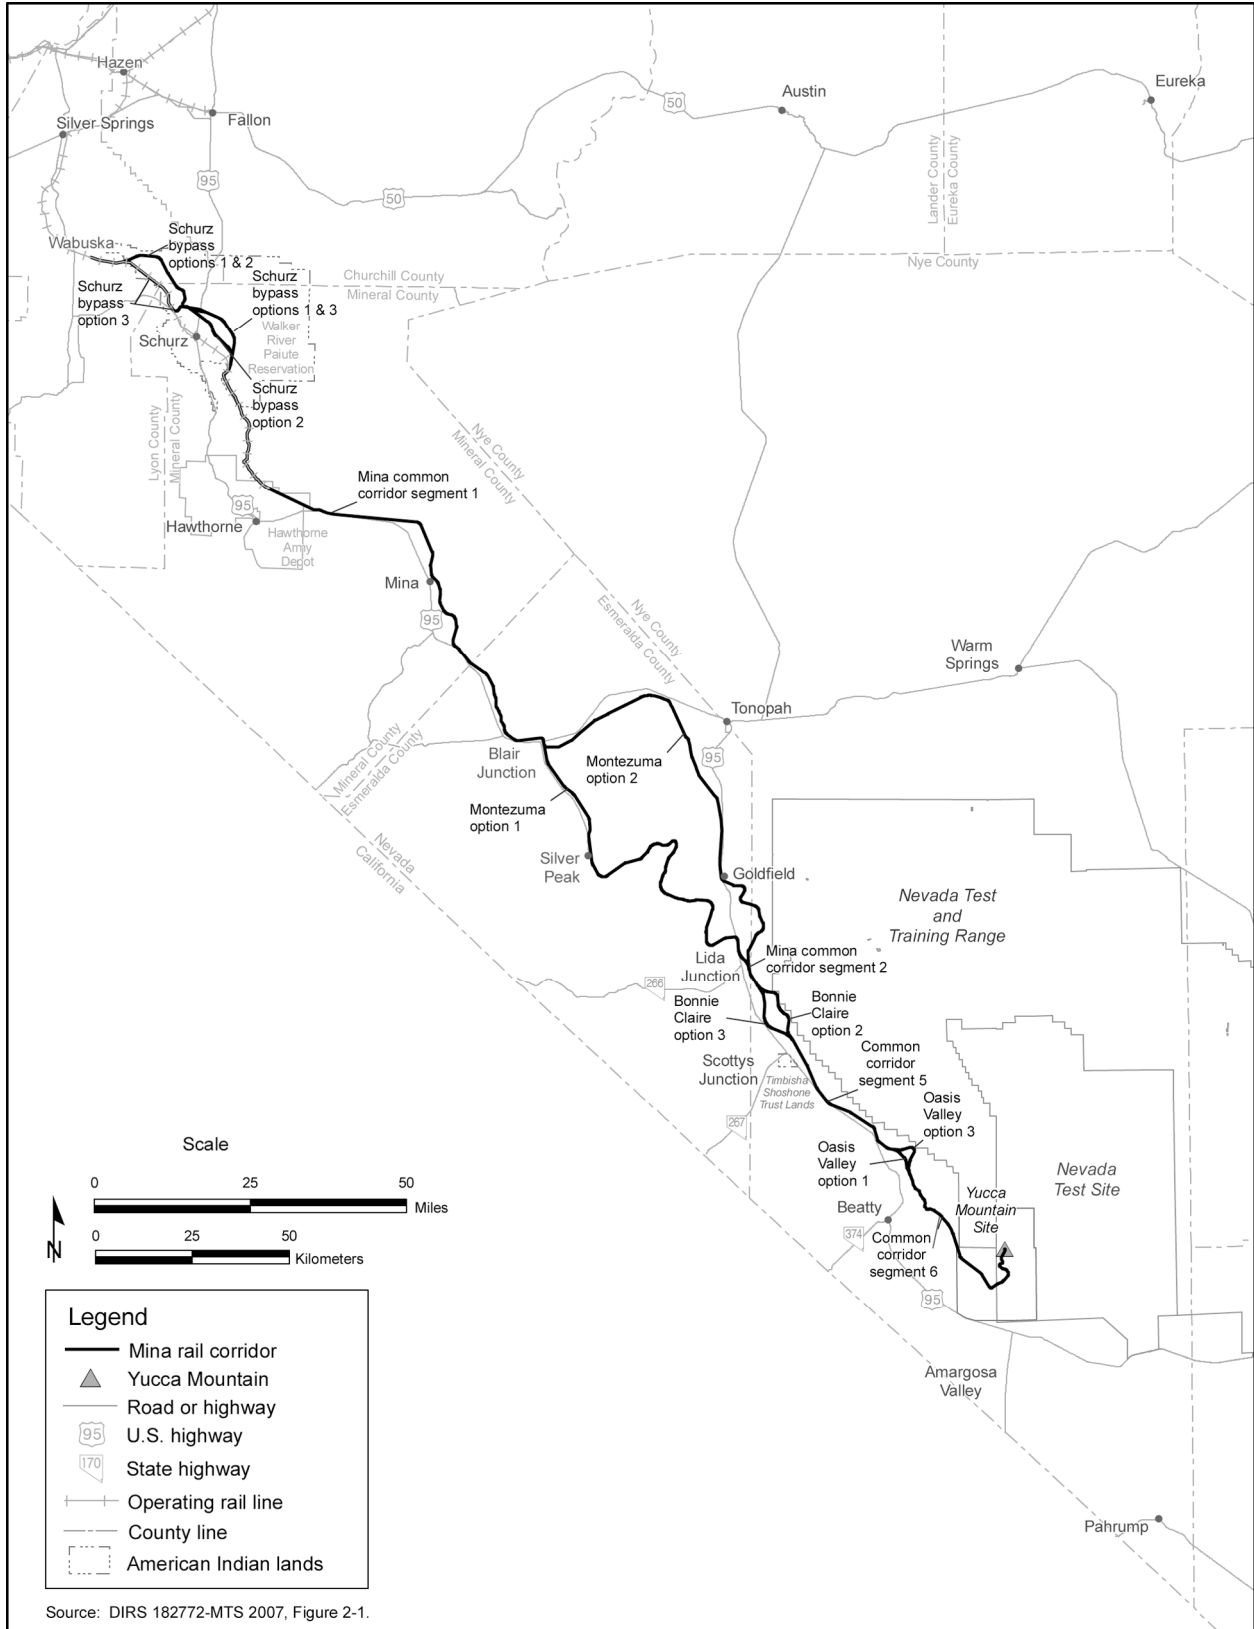 Hazen
Silver Springs
Fallon
Austin
Eureka
50
50
95
Lander County
Eureka County
Wabuska
Schurz
bypass
options 1 & 2
Schurz
bypass
option 3
Schurz
bypass
options 1 & 3
Churchill County
Mineral County
Nye County
Schurz
Walker
River
Paiute
Reservation
Schurz
bypass
option 2
Lyon County
Mineral County
Nye County
Mineral County
Mina common
corridor segment 1
95
Hawthorne
Hawthorne
Army
Depot
Mina
95
Nye County
Esmeralda County
Warm
Springs
Tonopah
95
Blair
Junction
Montezuma
option 2
Mineral County
Esmeralda County
Montezuma
option 1
Nevada
California
Silver
Peak
Goldfield
Nevada Test
and
Training Range
Lida
Junction
Mina common
corridor segment 2
266
Bonnie
Claire
option 3
Bonnie
Claire
option 2
Scottys
Junction
Timbisha
Shoshone
Trust Lands
Common
corridor
segment 5
267
Oasis
Valley
option 3
Oasis
Valley
option 1
Nevada
Test Site
Yucca
Mountain
Site
Beatty
374
Common
corridor
segment 6
95
Amargosa
Valley
Pahrump
Scale
0 25 50
Miles
0 25 50
Kilometers
N
Legend
Mina rail corridor
Yucca Mountain
Road or highway
95 U.S. highway
170 State highway
Operating rail line
County line
American Indian lands
Source: DIRS 182772-MTS 2007, Figure 2-1.